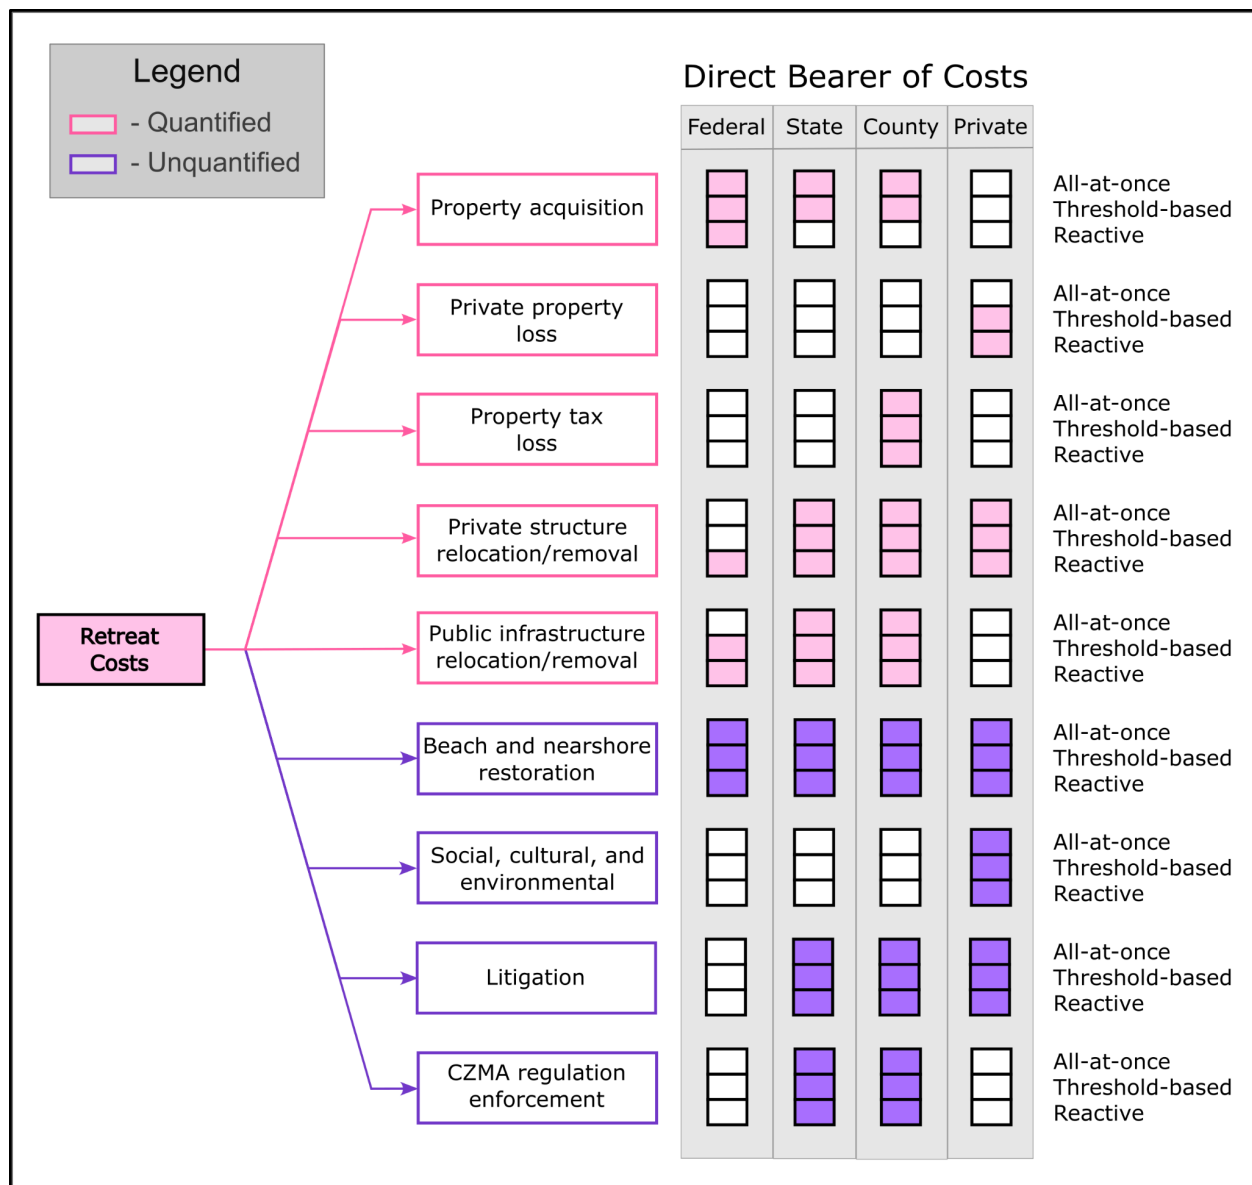 Legend
- Quantified
- Unquantified
Direct Bearer of Costs
Federal State County Private
Property acquisition
All-at-once
Threshold-based
Reactive
Private property
loss
All-at-once
Threshold-based
Reactive
Property tax
loss
All-at-once
Threshold-based
Reactive
Private structure
relocation/removal
All-at-once
Threshold-based
Reactive
Retreat
Costs
Public infrastructure
relocation/removal
All-at-once
Threshold-based
Reactive
Beach and nearshore
restoration
All-at-once
Threshold-based
Reactive
Social, cultural, and
environmental
All-at-once
Threshold-based
Reactive
Litigation
All-at-once
Threshold-based
Reactive
CZMA regulation
enforcement
All-at-once
Threshold-based
Reactive